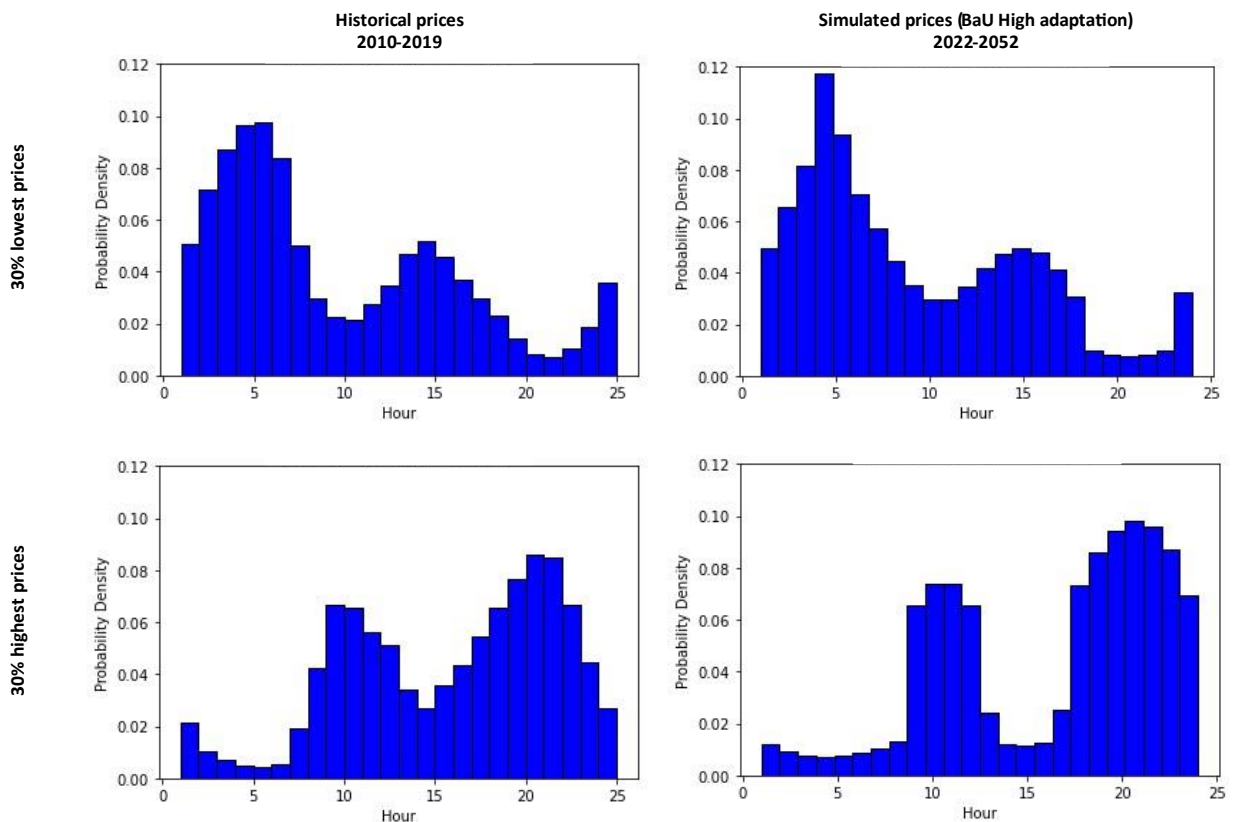 Historical prices
2010-2019
Simulated prices (BaU High adaptation)
2022-2052
30% lowest prices
0.12
0.10
0.08
0.06
0.04
0.02
0.00
Probability Density
0 5 10 15 20 25
Hour
0.12
0.10
0.08
0.06
0.04
0.02
0.00
Probability Density
0 5 10 15 20 25
Hour
30% highest prices
0.12
0.10
0.08
0.06
0.04
0.02
0.00
Probability Density
0 5 10 15 20 25
Hour
0.12
0.10
0.08
0.06
0.04
0.02
0.00
Probability Density
0 5 10 15 20 25
Hour